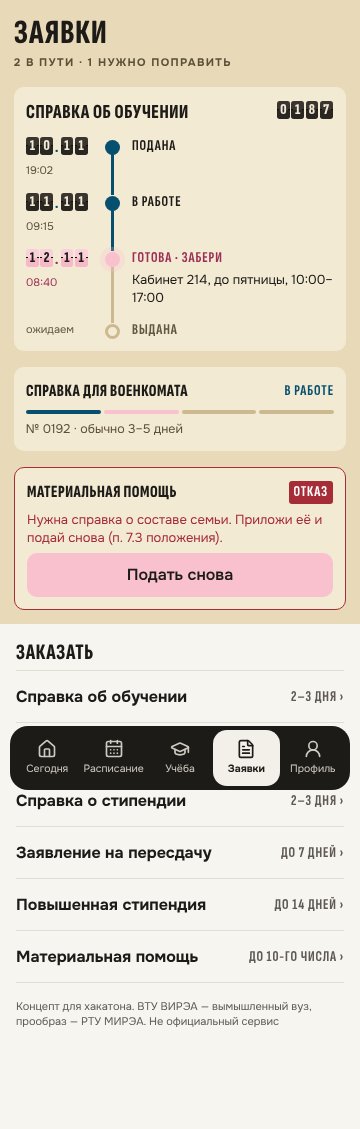 ЗАЯВКИ
2 В ПУТИ · 1 НУЖНО ПОПРАВИТЬ
СПРАВКА ОБ ОБУЧЕНИИ 0187
10.11 ПОДАНА
19:02
11.11 В РАБОТЕ
09:15
12.11 ГОТОВА · ЗАБЕРИ
08:40 Кабинет 214, до пятницы, 10:00–
17:00
ожидаем ВЫДАНА
СПРАВКА ДЛЯ ВОЕНКОМАТА В РАБОТЕ
№ 0192 · обычно 3–5 дней
МАТЕРИАЛЬНАЯ ПОМОЩЬ ОТКАЗ
Нужна справка о составе семьи. Приложи её и
подай снова (п. 7.3 положения).
Подать снова
ЗАКАЗАТЬ
Справка об обучении 2–3 ДНЯ ›
Сегодня Расписание Учёба Заявки Профиль
Справка о стипендии 2–3 ДНЯ ›
Заявление на пересдачу ДО 7 ДНЕЙ ›
Повышенная стипендия ДО 14 ДНЕЙ ›
Материальная помощь ДО 10-ГО ЧИСЛА ›
Концепт для хакатона. ВТУ ВИРЭА — вымышленный вуз,
прообраз — РТУ МИРЭА. Не официальный сервис